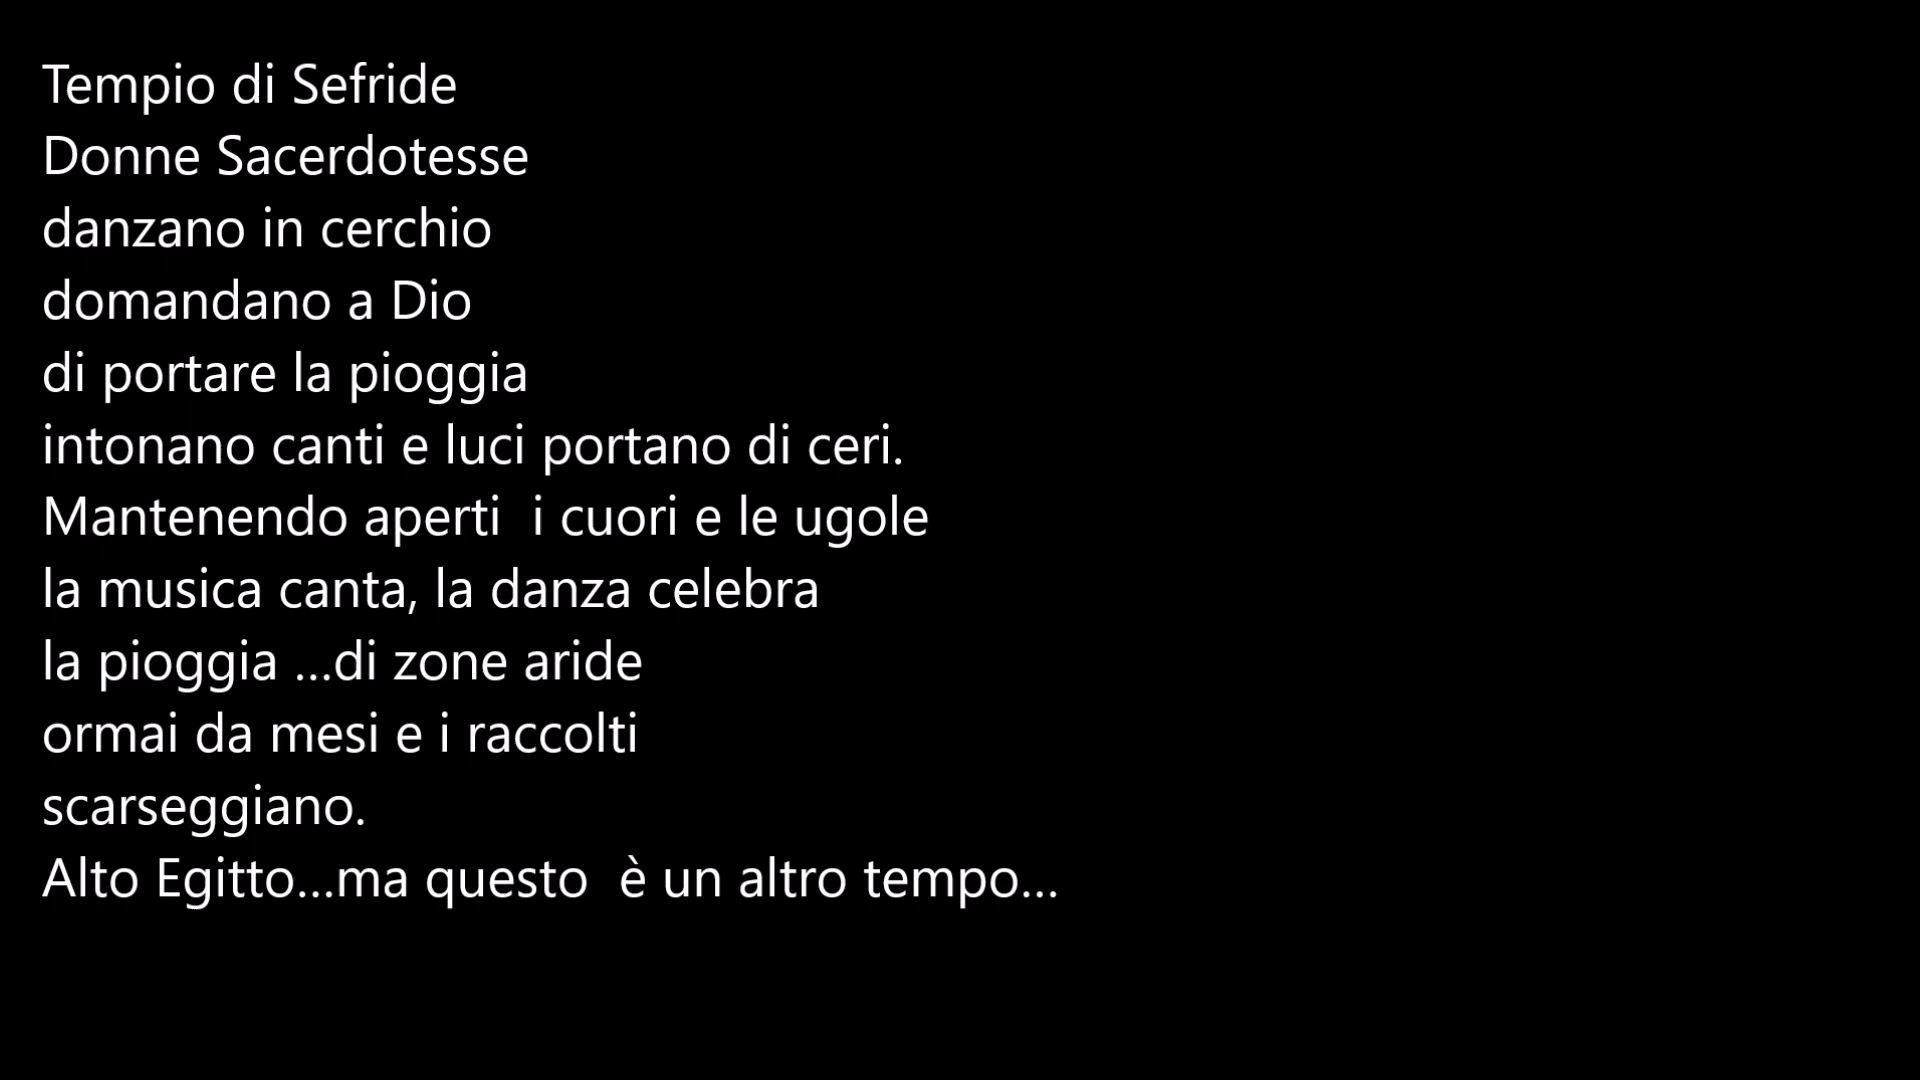 Tempio di Sefride
Donne Sacerdotesse
danzano in cerchio
domandano a Dio
di portare la pioggia
intonano canti e luci portano di ceri.
Mantenendo aperti  i cuori e le ugole
la musica canta, la danza celebra
la pioggia ...di zone aride
ormai da mesi e i raccolti
scarseggiano.
Alto Egitto...ma questo  è un altro tempo...